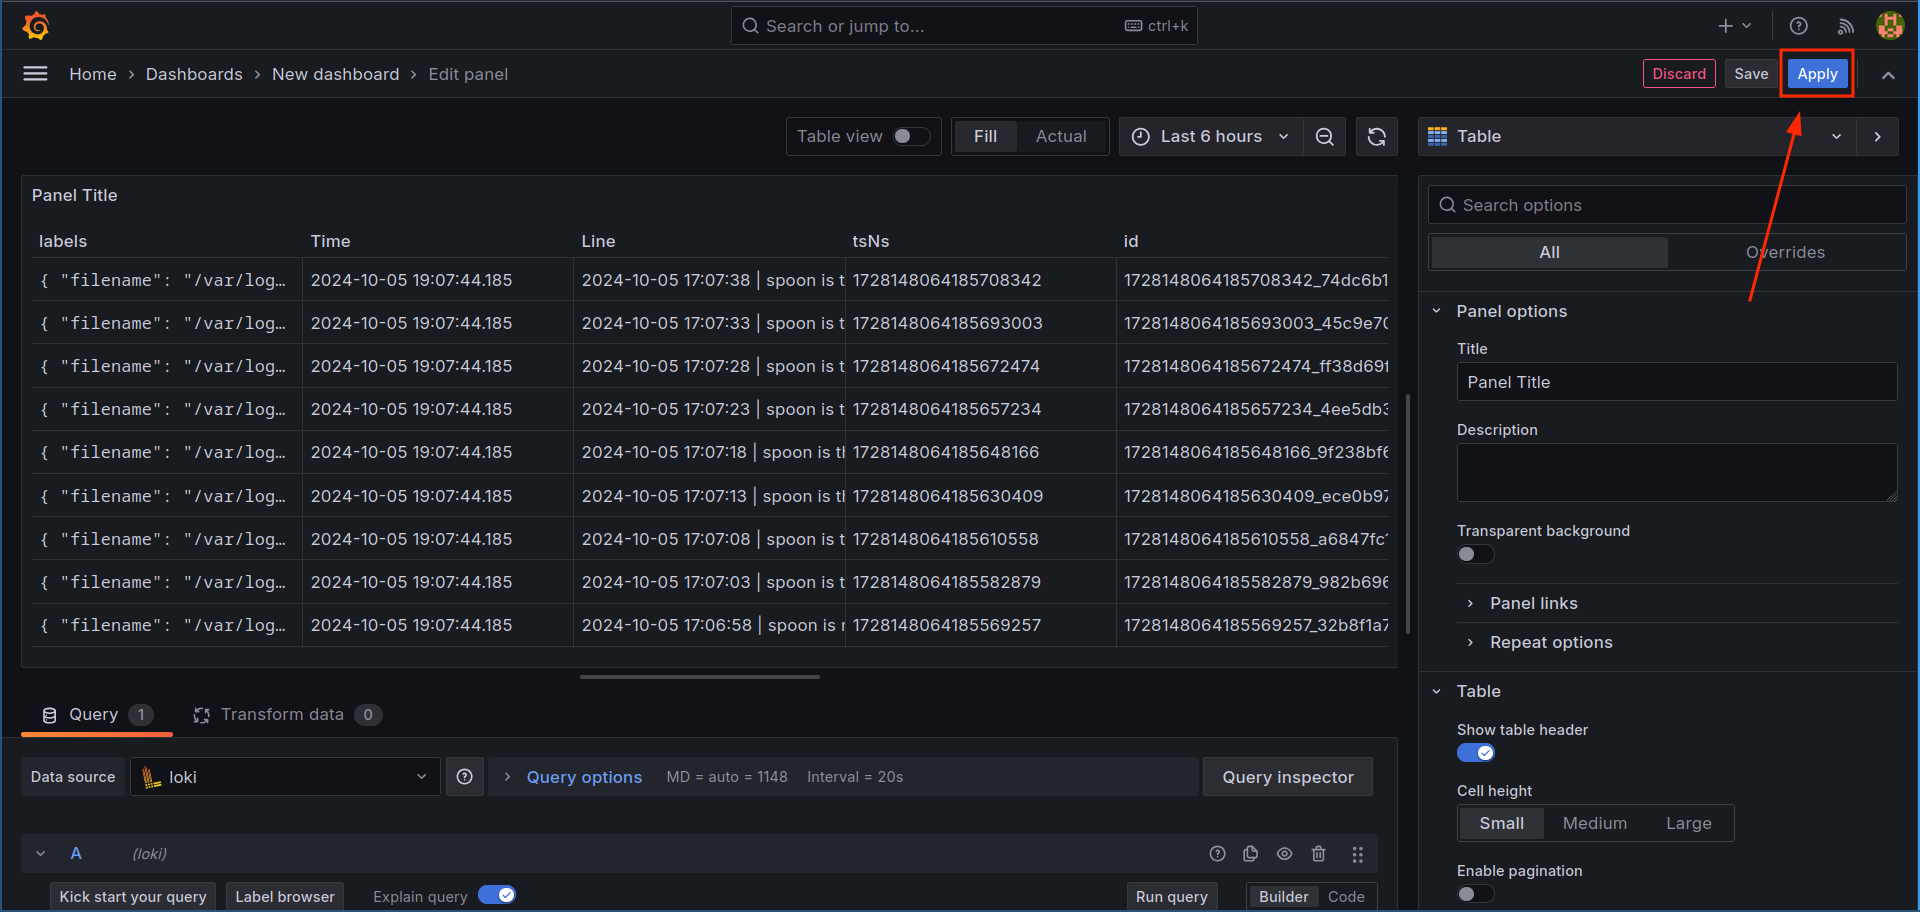 Search or jump to... ctrl+k
Home › Dashboards › New dashboard › Edit panel
Discard Save Apply
Table view Fill Actual Last 6 hours
Table
Panel Title
labels Time Line tsNs id
{ "filename": "/var/log… 2024-10-05 19:07:44.185 2024-10-05 17:07:38 | spoon is t 1728148064185708342 1728148064185708342_74dc6b1
{ "filename": "/var/log… 2024-10-05 19:07:44.185 2024-10-05 17:07:33 | spoon is t 1728148064185693003 1728148064185693003_45c9e70
{ "filename": "/var/log… 2024-10-05 19:07:44.185 2024-10-05 17:07:28 | spoon is t 1728148064185672474 1728148064185672474_ff38d69f
{ "filename": "/var/log… 2024-10-05 19:07:44.185 2024-10-05 17:07:23 | spoon is t 1728148064185657234 1728148064185657234_4ee5db3
{ "filename": "/var/log… 2024-10-05 19:07:44.185 2024-10-05 17:07:18 | spoon is th 1728148064185648166 1728148064185648166_9f238bf6
{ "filename": "/var/log… 2024-10-05 19:07:44.185 2024-10-05 17:07:13 | spoon is th 1728148064185630409 1728148064185630409_ece0b97
{ "filename": "/var/log… 2024-10-05 19:07:44.185 2024-10-05 17:07:08 | spoon is t 1728148064185610558 1728148064185610558_a6847fc1
{ "filename": "/var/log… 2024-10-05 19:07:44.185 2024-10-05 17:07:03 | spoon is t 1728148064185582879 1728148064185582879_982b696
{ "filename": "/var/log… 2024-10-05 19:07:44.185 2024-10-05 17:06:58 | spoon is r 1728148064185569257 1728148064185569257_32b8f1a7
Query 1 Transform data 0
Data source loki Query options MD = auto = 1148 Interval = 20s Query inspector
A (loki)
Kick start your query Label browser Explain query Run query Builder Code
Search options
All Overrides
Panel options
Title
Panel Title
Description
Transparent background
Panel links
Repeat options
Table
Show table header
Cell height
Small Medium Large
Enable pagination